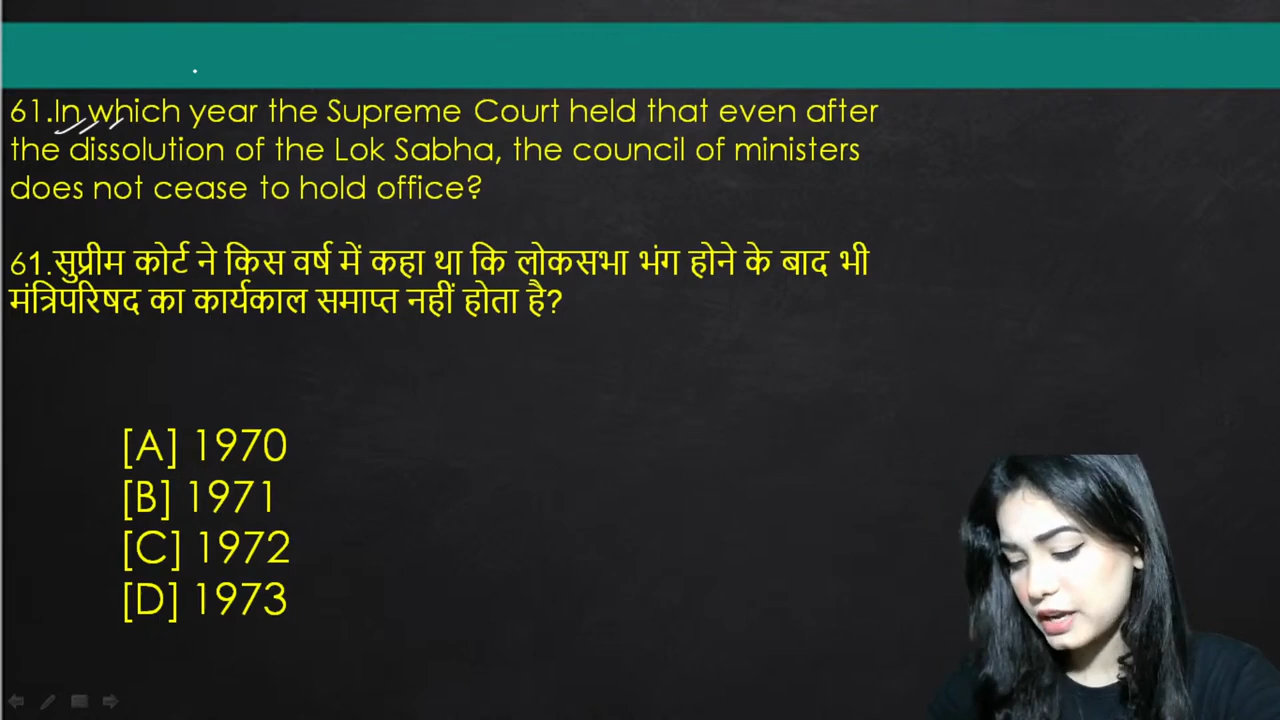 61.In which year the Supreme Court held that even after
the dissolution of the Lok Sabha, the council of ministers
does not cease to hold office?
61.सुप्रीम कोर्ट ने किस वर्ष में कहा था कि लोकसभा भंग होने के बाद भी
मंत्रिपरिषद का कार्यकाल समाप्त नहीं होता है?
[A] 1970
[B] 1971
[C] 1972
[D] 1973